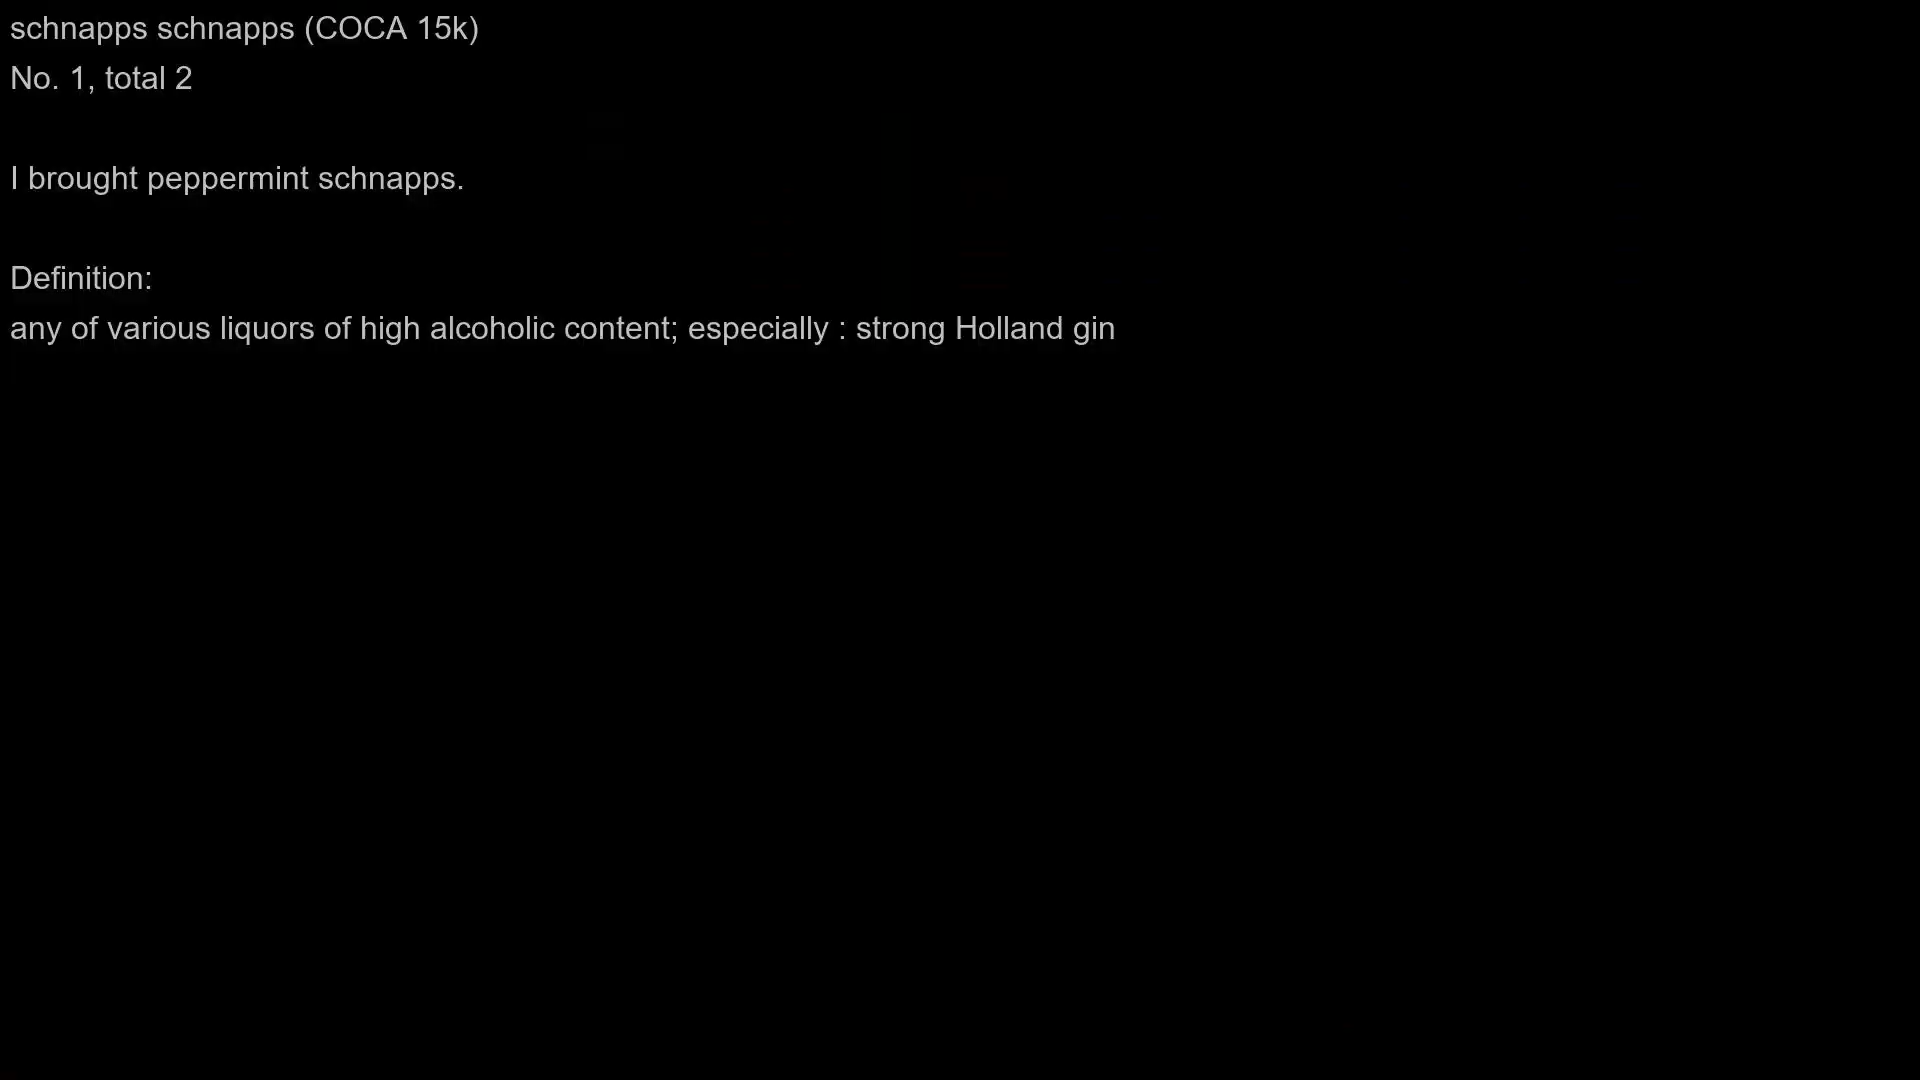 schnapps schnapps (COCA 15k)
No. 1, total 2
I brought peppermint schnapps.
Definition:
any of various liquors of high alcoholic content; especially : strong Holland gin